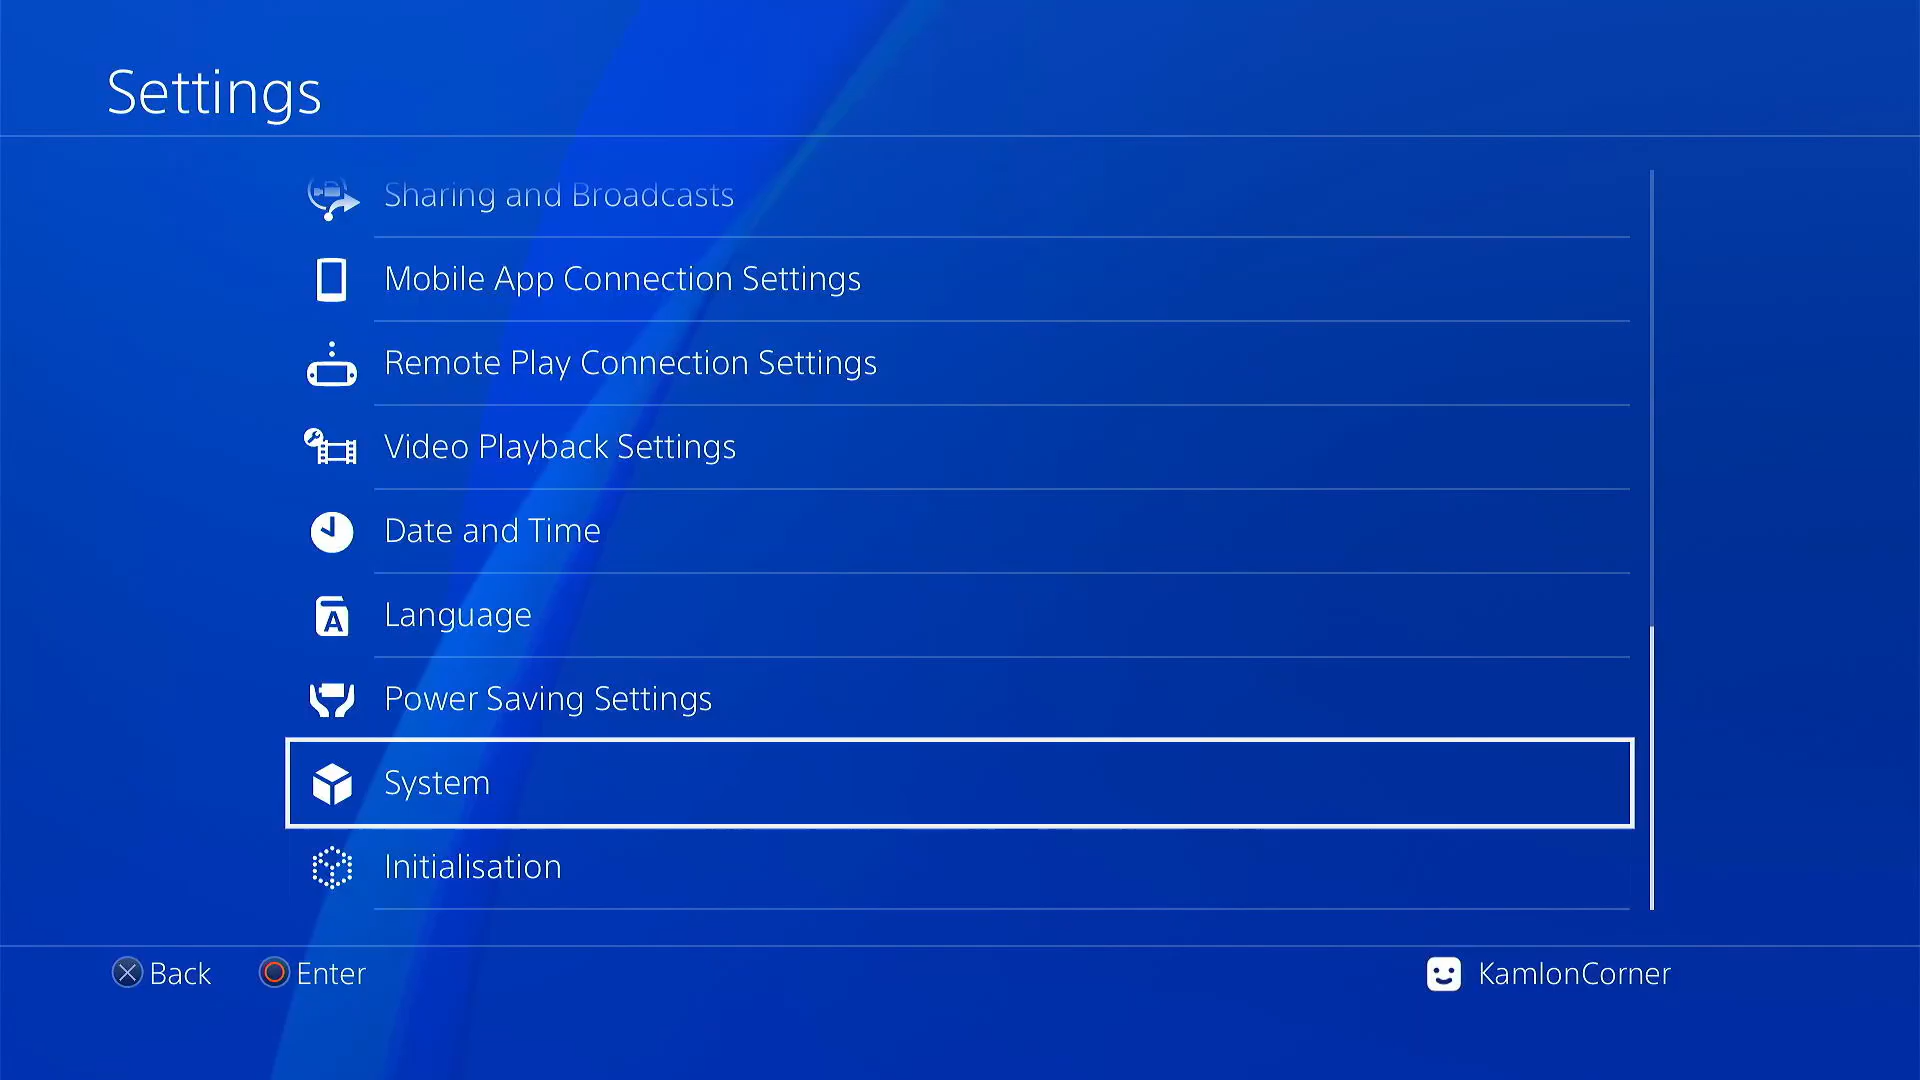 Settings
Sharing and Broadcasts
Mobile App Connection Settings
Remote Play Connection Settings
Video Playback Settings
Date and Time
Language
Power Saving Settings
System
Initialisation
Back Enter KamlonCorner